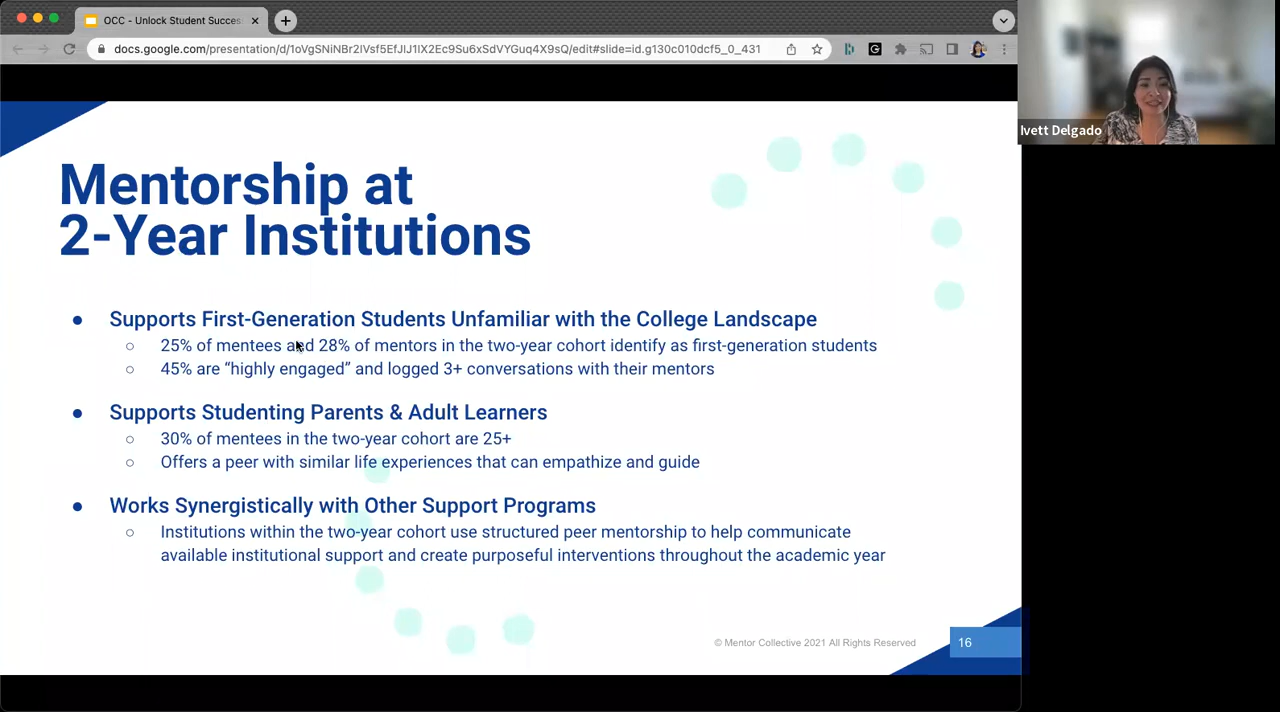 OCC - Unlock Student Succes
docs.google.com/presentation/d/1oVgSNiNBr2lVsf5EfJlJ1lX2Ec9Su6xSdVYGuq4X9sQ/edit#slide=id.g130c010dcf5_0_431
Ivett Delgado
Mentorship at
2-Year Institutions
Supports First-Generation Students Unfamiliar with the College Landscape
25% of mentees and 28% of mentors in the two-year cohort identify as first-generation students
45% are “highly engaged” and logged 3+ conversations with their mentors
Supports Studenting Parents & Adult Learners
30% of mentees in the two-year cohort are 25+
Offers a peer with similar life experiences that can empathize and guide
Works Synergistically with Other Support Programs
Institutions within the two-year cohort use structured peer mentorship to help communicate
available institutional support and create purposeful interventions throughout the academic year
© Mentor Collective 2021 All Rights Reserved
16